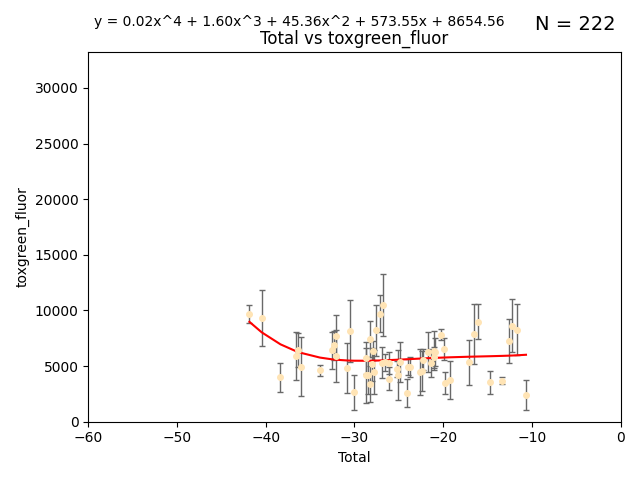 y = 0.02x^4 + 1.60x^3 + 45.36x^2 + 573.55x + 8654.56
N = 222
Total vs toxgreen_fluor
30000
25000
20000
15000
10000
5000
0
toxgreen_fluor
−60
−50
−40
−30
−20
−10
0
Total